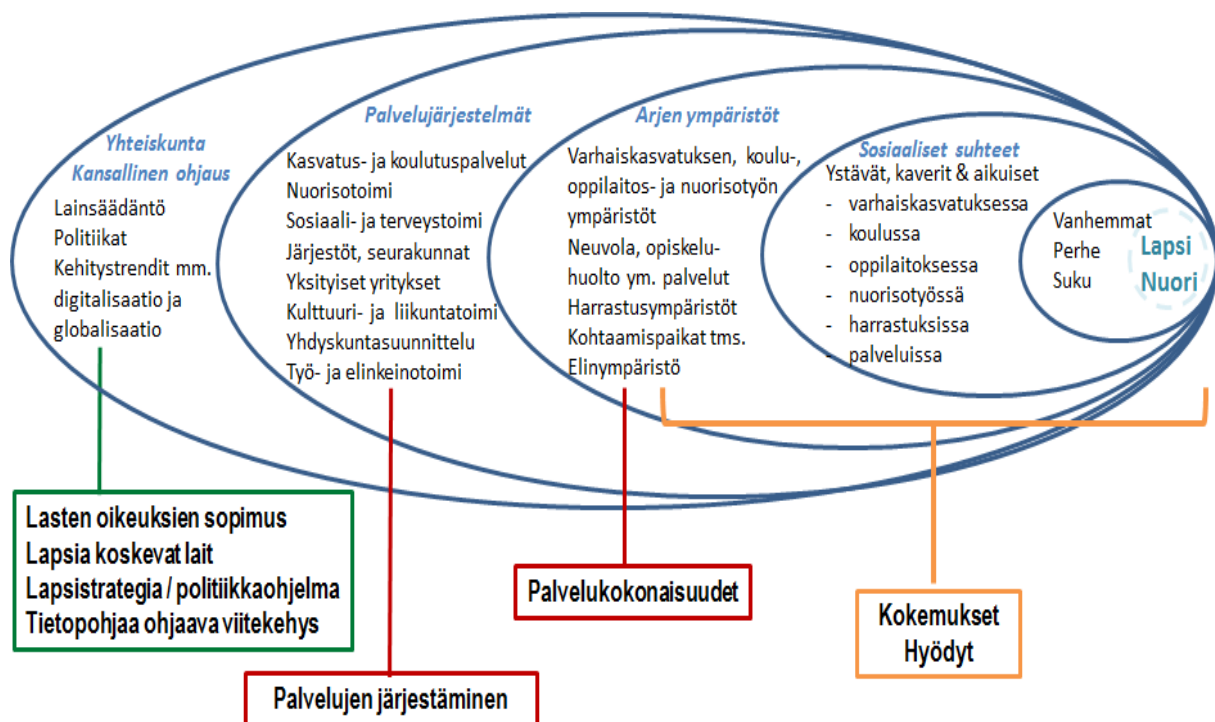 Yhteiskunta
Kansallinen ohjaus
Lainsäädäntö
Politiikat
Kehitystrendit mm.
digitalisaatio ja
globalisaatio
Palvelujärjestelmät
Kasvatus- ja koulutuspalvelut
Nuorisotoimi
Sosiaali- ja terveystoimi
Järjestöt, seurakunnat
Yksityiset yritykset
Kulttuuri- ja liikuntatoimi
Yhdyskuntasuunnittelu
Työ- ja elinkeinotoimi
Arjen ympäristöt
Varhaiskasvatuksen, koulu-,
oppilaitos- ja nuorisotyön
ympäristöt
Neuvola, opiskelu-
huolto ym. palvelut
Harrastusympäristöt
Kohtaamispaikat tms.
Elinympäristö
Sosiaaliset suhteet
Ystävät, kaverit & aikuiset
- varhaiskasvatuksessa
- koulussa
- oppilaitoksessa
- nuorisotyössä
- harrastuksissa
- palveluissa
Vanhemmat
Perhe
Suku
Lapsi
Nuori
Lasten oikeuksien sopimus
Lapsia koskevat lait
Lapsistrategia / politiikkaohjelma
Tietopohjaa ohjaava viitekehys
Palvelujen järjestäminen
Palvelukokonaisuudet
Kokemukset
Hyödyt